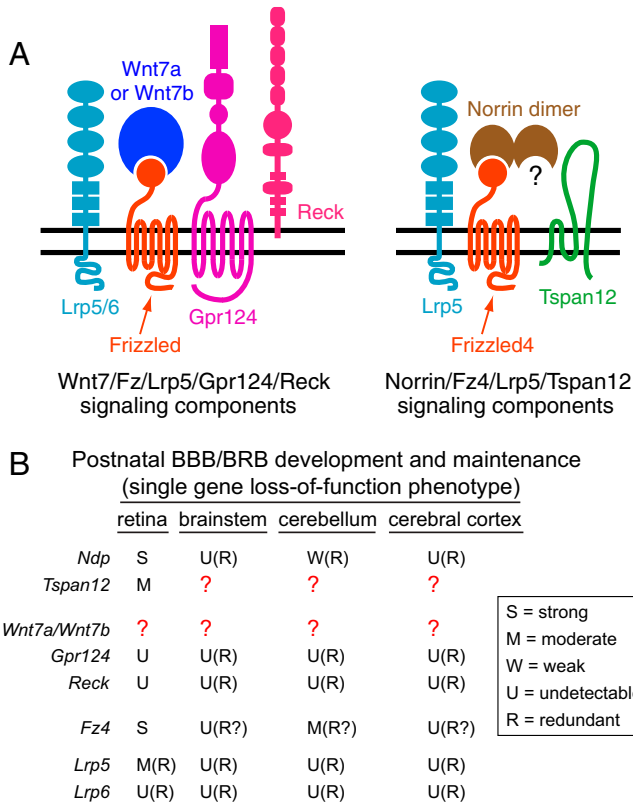 A
Wnt7a
or Wnt7b
Norrin dimer
?
Reck
Lrp5/6
Gpr124
Frizzled
Lrp5
Tspan12
Frizzled4
Wnt7/Fz/Lrp5/Gpr124/Reck
signaling components
Norrin/Fz4/Lrp5/Tspan12
signaling components
B
Postnatal BBB/BRB development and maintenance
(single gene loss-of-function phenotype)
retina brainstem cerebellum cerebral cortex
Ndp S U(R) W(R) U(R)
Tspan12 M ? ? ?
Wnt7a/Wnt7b ? ? ? ?
Gpr124 U U(R) U(R) U(R)
Reck U U(R) U(R) U(R)
Fz4 S U(R?) M(R?) U(R?)
Lrp5 M(R) U(R) U(R) U(R)
Lrp6 U(R) U(R) U(R) U(R)
S = strong
M = moderate
W = weak
U = undetectable
R = redundant